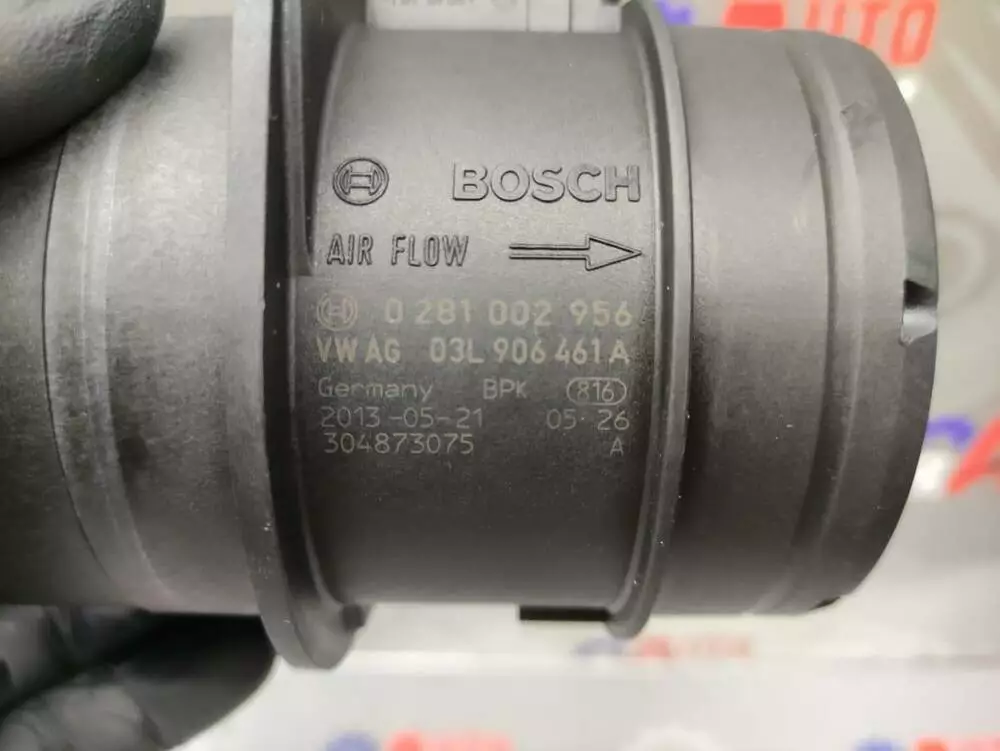 AUTO
BOSCH
AIR FLOW
0 281 002 956
VW AG 03L 906 461 A
Germany BPK 816
2013-05-21 05 26
304873075 A